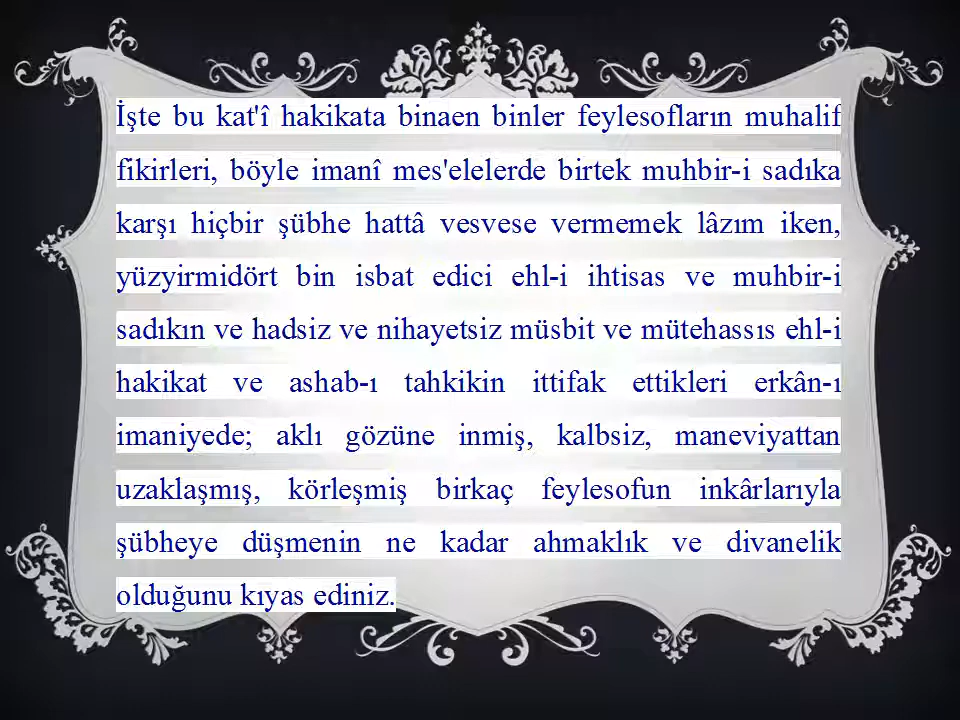 İşte bu kat'î hakikata binaen binler feylesofların muhalif
fikirleri, böyle imanî mes'elelerde birtek muhbir-i sadıka
karşı hiçbir şübhe hattâ vesvese vermemek lâzım iken,
yüzyirmidört bin isbat edici ehl-i ihtisas ve muhbir-i
sadıkın ve hadsiz ve nihayetsiz müsbit ve mütehassıs ehl-i
hakikat ve ashab-ı tahkikin ittifak ettikleri erkân-ı
imaniyede; aklı gözüne inmiş, kalbsiz, maneviyattan
uzaklaşmış, körleşmiş birkaç feylesofun inkârlarıyla
şübheye düşmenin ne kadar ahmaklık ve divanelik
olduğunu kıyas ediniz.